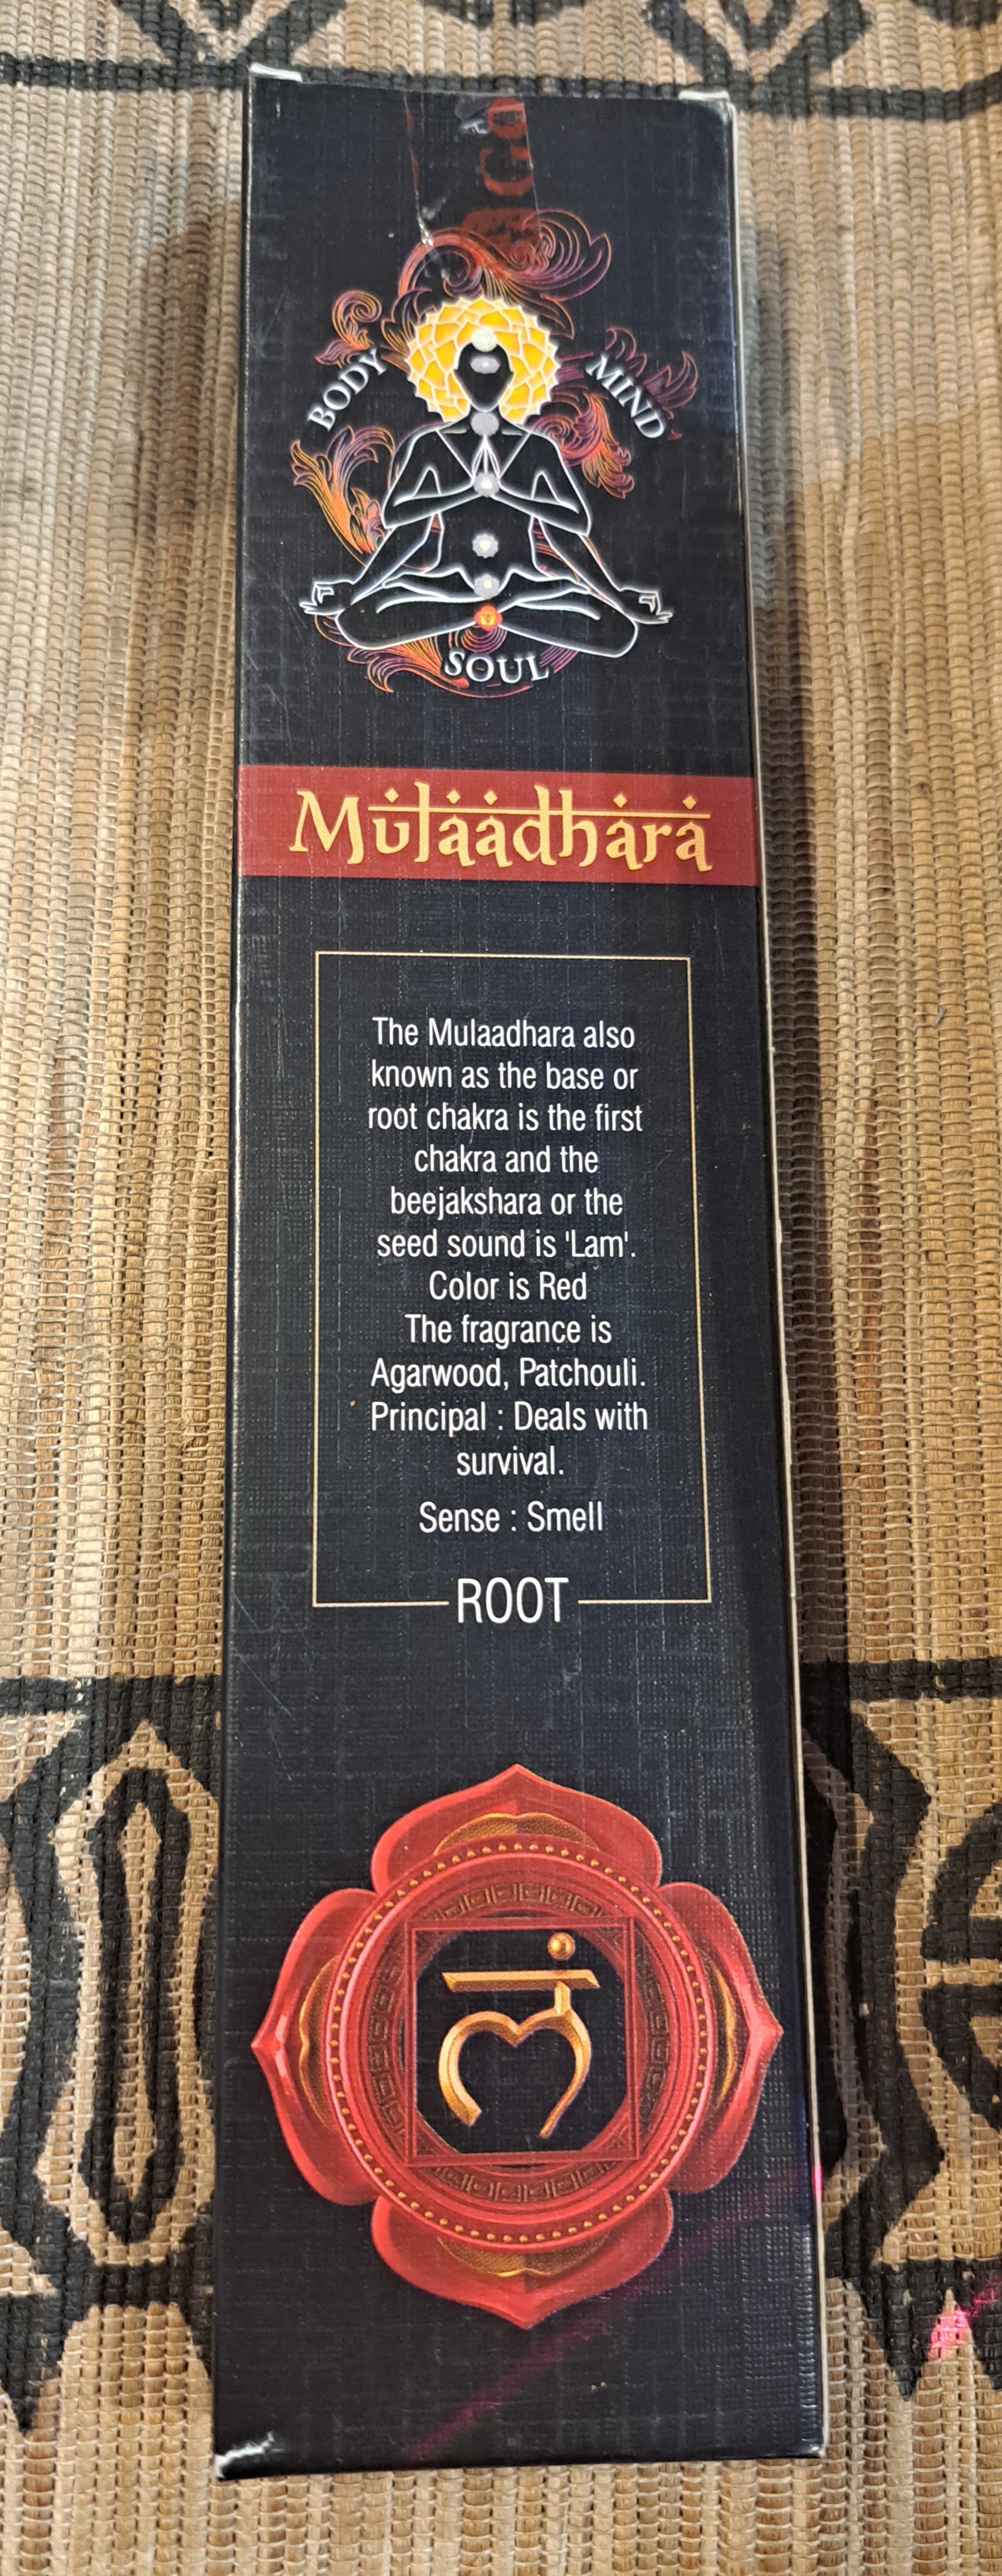 BODY
MIND
SOUL
Mulaadhara
The Mulaadhara also
known as the base or
root chakra is the first
chakra and the
beejakshara or the
seed sound is 'Lam'.
Color is Red
The fragrance is
Agarwood, Patchouli.
Principal : Deals with
survival.
Sense : Smell
ROOT
लं